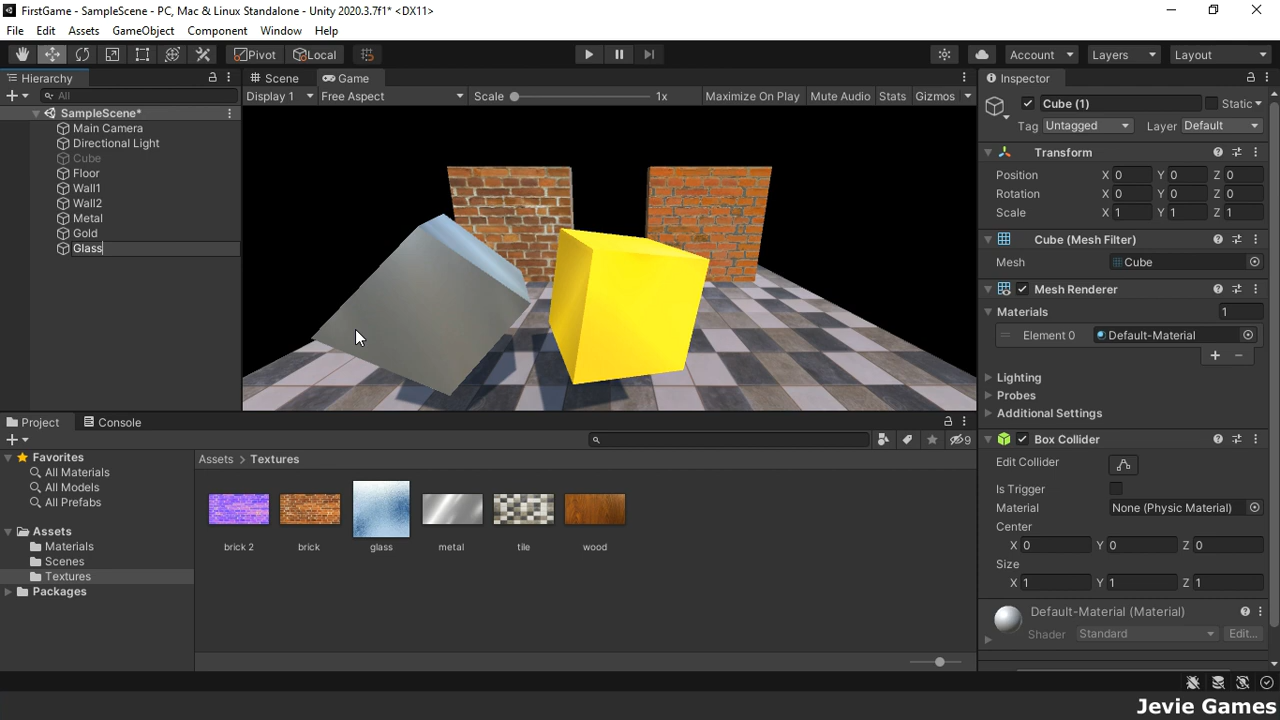 FirstGame - SampleScene - PC, Mac & Linux Standalone - Unity 2020.3.7f1* <DX11>
File Edit Assets GameObject Component Window Help
Pivot Local Account Layers Layout
Hierarchy
All
SampleScene*
Main Camera
Directional Light
Cube
Floor
Wall1
Wall2
Metal
Gold
Glass
Scene Game
Display 1 Free Aspect Scale 1x Maximize On Play Mute Audio Stats Gizmos
Inspector
Cube (1) Static
Tag Untagged Layer Default
Transform
Position X 0 Y 0 Z 0
Rotation X 0 Y 0 Z 0
Scale X 1 Y 1 Z 1
Cube (Mesh Filter)
Mesh Cube
Mesh Renderer
Materials 1
Element 0 Default-Material
Lighting
Probes
Additional Settings
Box Collider
Edit Collider
Is Trigger
Material None (Physic Material)
Center
X 0 Y 0 Z 0
Size
X 1 Y 1 Z 1
Default-Material (Material)
Shader Standard Edit...
Project Console
9
Favorites
All Materials
All Models
All Prefabs
Assets
Materials
Scenes
Textures
Packages
Assets > Textures
brick 2 brick glass metal tile wood
Jevie Games